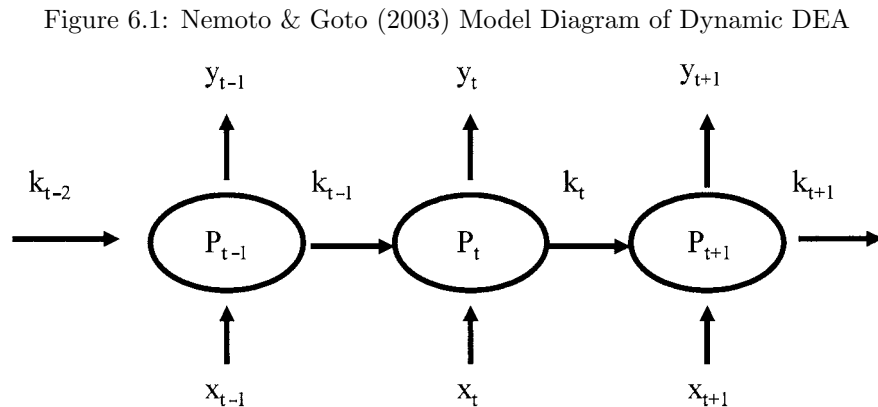 Figure 6.1: Nemoto & Goto (2003) Model Diagram of Dynamic DEA
y_{t-1} y_t y_{t+1}
k_{t-2} k_{t-1} k_t k_{t+1}
P_{t-1} P_t P_{t+1}
x_{t-1} x_t x_{t+1}